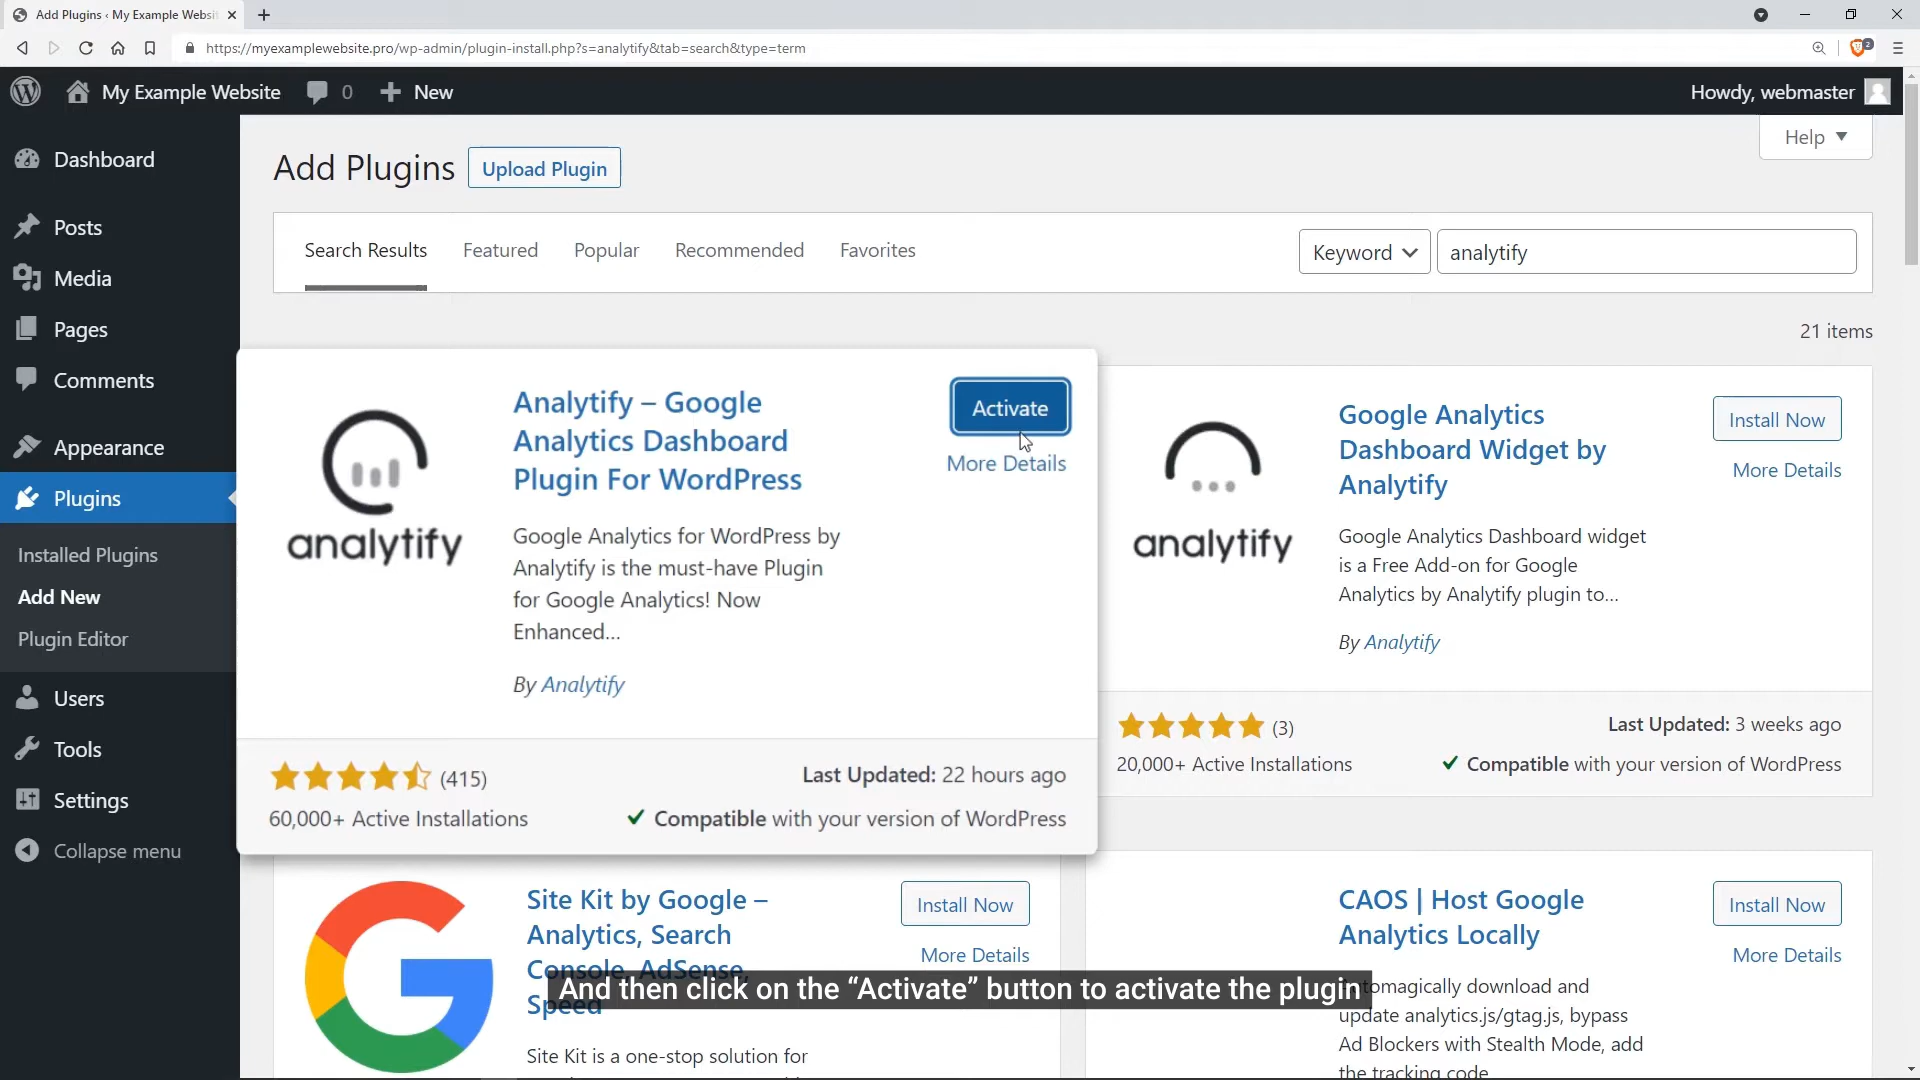 Add Plugins ‹ My Example Websi
https://myexamplewebsite.pro/wp-admin/plugin-install.php?s=analytify&tab=search&type=term
2
My Example Website
0
New
Howdy, webmaster
Dashboard
Posts
Media
Pages
Comments
Appearance
Plugins
Installed Plugins
Add New
Plugin Editor
Users
Tools
Settings
Collapse menu
Help
Add Plugins
Upload Plugin
Search Results
Featured
Popular
Recommended
Favorites
Keyword
analytify
21 items
analytify
Analytify – Google
Analytics Dashboard
Plugin For WordPress
Activate
More Details
Google Analytics for WordPress by
Analytify is the must-have Plugin
for Google Analytics! Now
Enhanced...
By Analytify
(415)
60,000+ Active Installations
Last Updated: 22 hours ago
Compatible with your version of WordPress
analytify
Google Analytics
Dashboard Widget by
Analytify
Install Now
More Details
Google Analytics Dashboard widget
is a Free Add-on for Google
Analytics by Analytify plugin to...
By Analytify
(3)
20,000+ Active Installations
Last Updated: 3 weeks ago
Compatible with your version of WordPress
Site Kit by Google –
Analytics, Search
Console, AdSense,
Speed
Install Now
More Details
Site Kit is a one-stop solution for
CAOS | Host Google
Analytics Locally
Install Now
More Details
Automagically download and
update analytics.js/gtag.js, bypass
Ad Blockers with Stealth Mode, add
the tracking code
And then click on the “Activate” button to activate the plugin